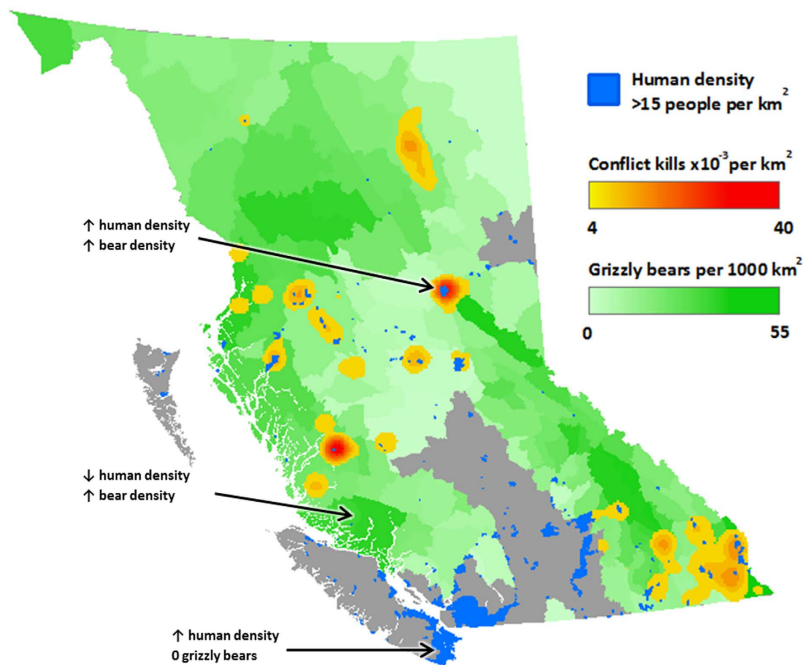 Human density
>15 people per km²
Conflict kills x10⁻³ per km²
4 40
Grizzly bears per 1000 km²
0 55
↑ human density
↑ bear density
↓ human density
↑ bear density
↑ human density
0 grizzly bears